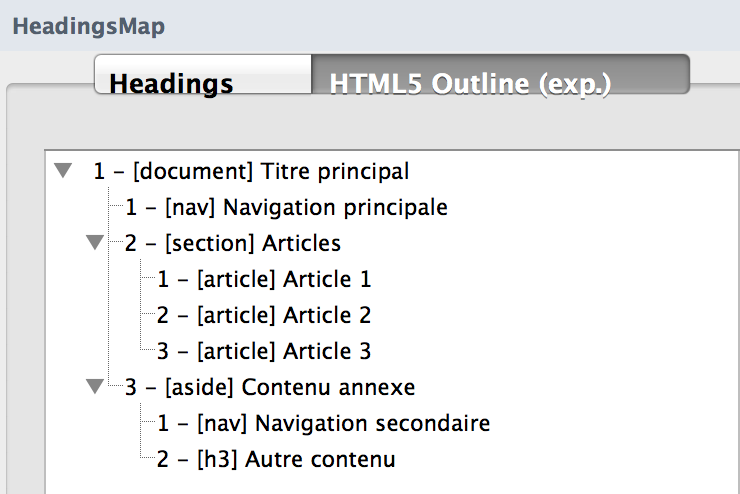 HeadingsMap
Headings
HTML5 Outline (exp.)
1 – [document] Titre principal
1 – [nav] Navigation principale
2 – [section] Articles
1 – [article] Article 1
2 – [article] Article 2
3 – [article] Article 3
3 – [aside] Contenu annexe
1 – [nav] Navigation secondaire
2 – [h3] Autre contenu